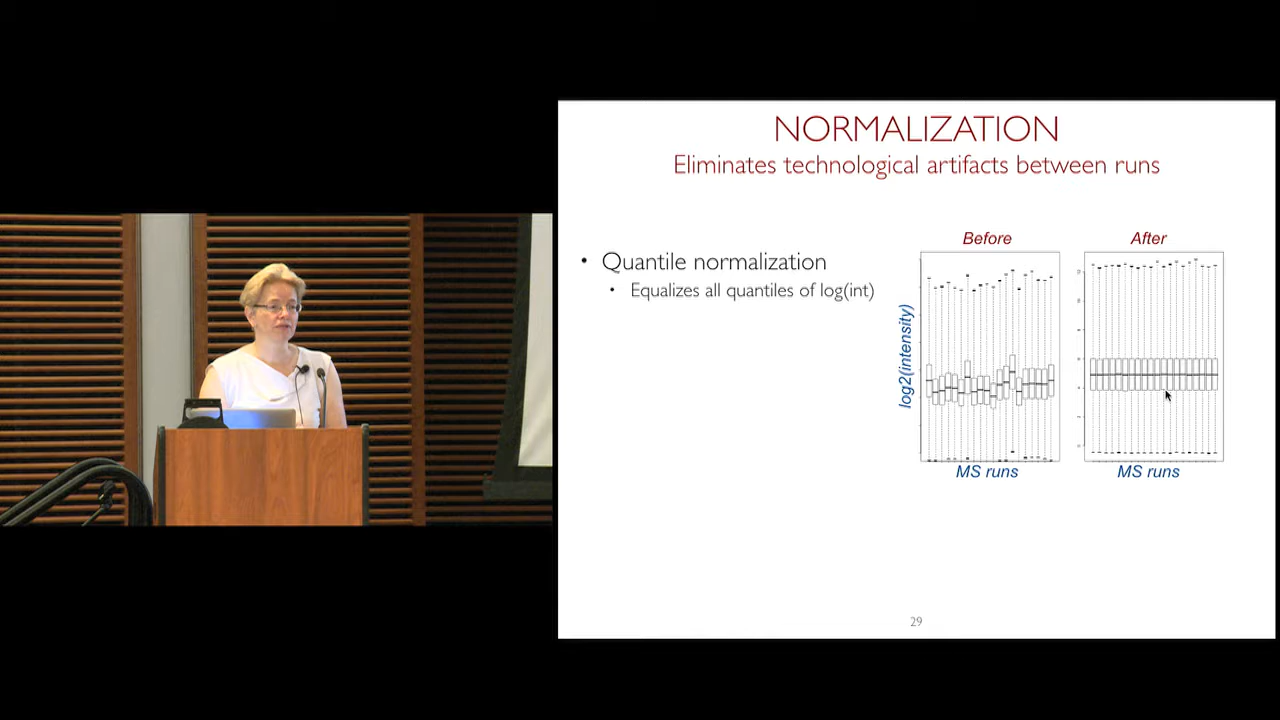 NORMALIZATION
Eliminates technological artifacts between runs
• Quantile normalization
• Equalizes all quantiles of log(int)
Before
After
log2(intensity)
MS runs
MS runs
29